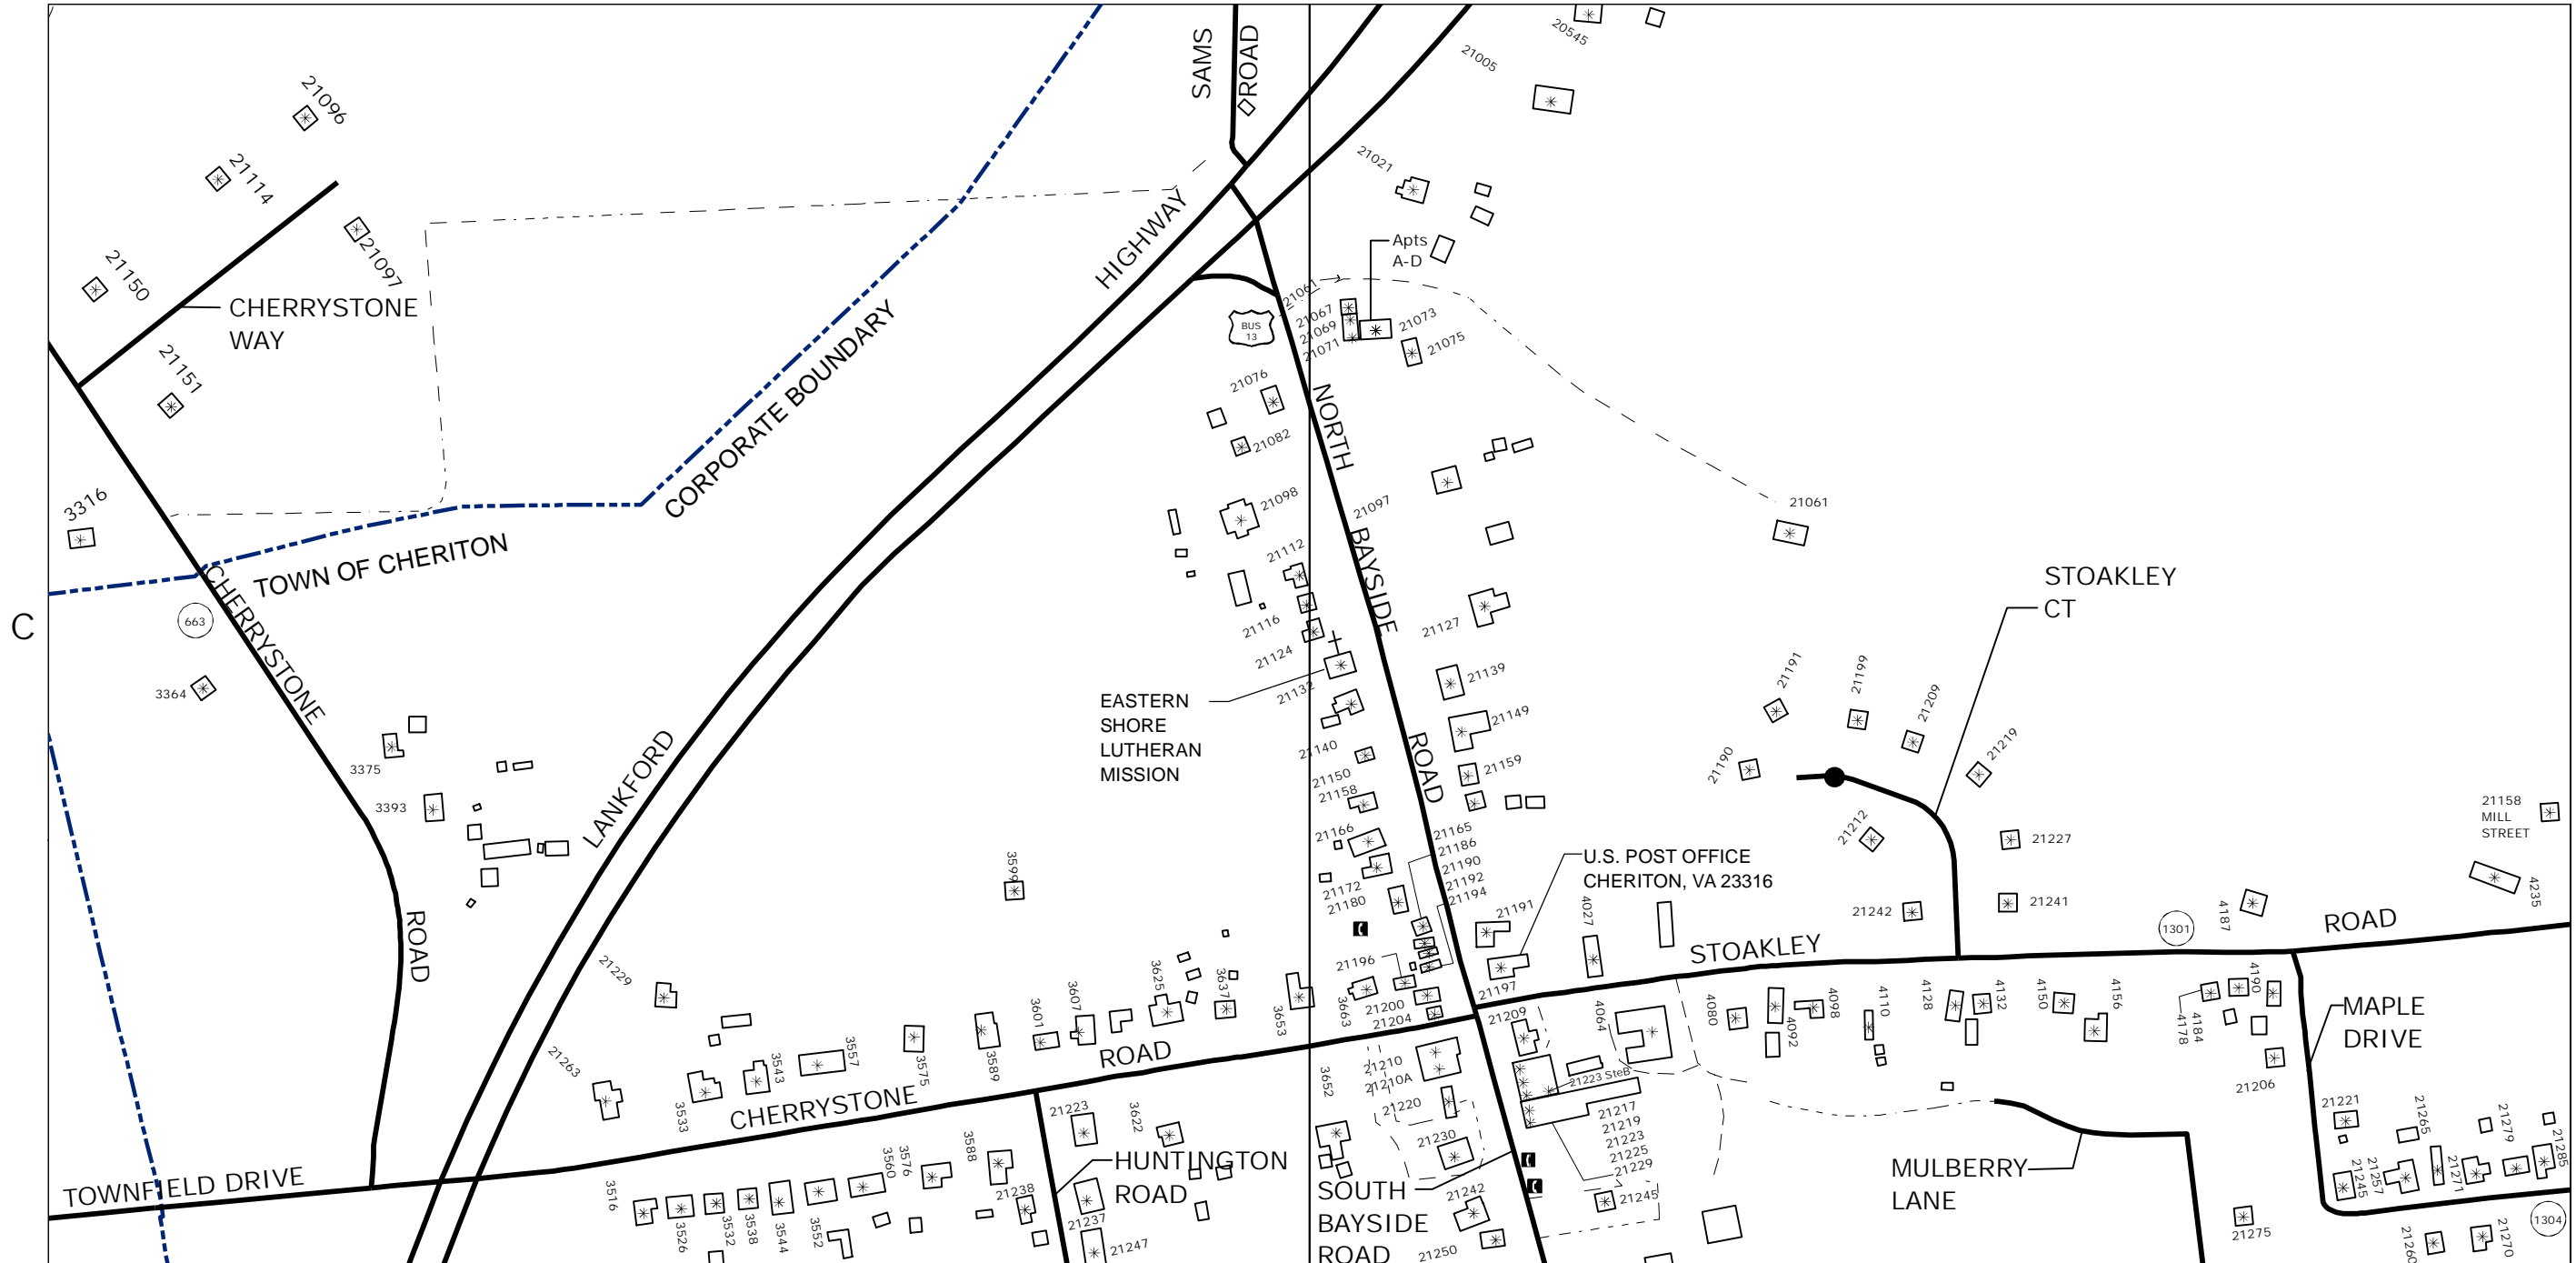 SAMS
ROAD
20545
21005
21096
21114
21021
21097
21150
Apts
A-D
HIGHWAY
CHERRYSTONE
WAY
21061
21067
21069
21071
21073
21075
BUS
13
21151
21076
CORPORATE BOUNDARY
NORTH
21082
3316
21098
21097
21061
BAYSIDE
TOWN OF CHERITON
21112
STOAKLEY
CT
C
663
CHERRYSTONE
21116
21127
21124
3364
21132
21139
21191
21199
21209
EASTERN
SHORE
LUTHERAN
MISSION
21149
21219
3375
LANKFORD
21140
ROAD
21159
21190
21150
21158
3393
21158
MILL
STREET
21166
21165
21186
21190
21192
21194
21212
21227
U.S. POST OFFICE
CHERITON, VA 23316
3599
21172
21180
21191
4027
21242
21241
4187
4235
ROAD
1301
ROAD
STOAKLEY
21229
21196
3625
3637
3607
3601
3653
3663
21200
21204
21197
21209
4064
4080
4092
4098
4110
4128
4132
4150
4156
4178
4184
4190
MAPLE
DRIVE
21263
3543
3557
3575
3589
ROAD
21210
21210A
21223 SteB
21206
3533
CHERRYSTONE
21223
3622
3652
21220
21217
21219
21223
21225
21229
21221
21265
21279
21285
21230
3588
3576
3560
HUNTINGTON
ROAD
MULBERRY
LANE
21245
21257
21271
TOWNFIELD DRIVE
3516
3526
3532
3538
3544
3552
21238
21237
21247
SOUTH
BAYSIDE
ROAD
21242
21250
21245
21275
1304
21260
21270